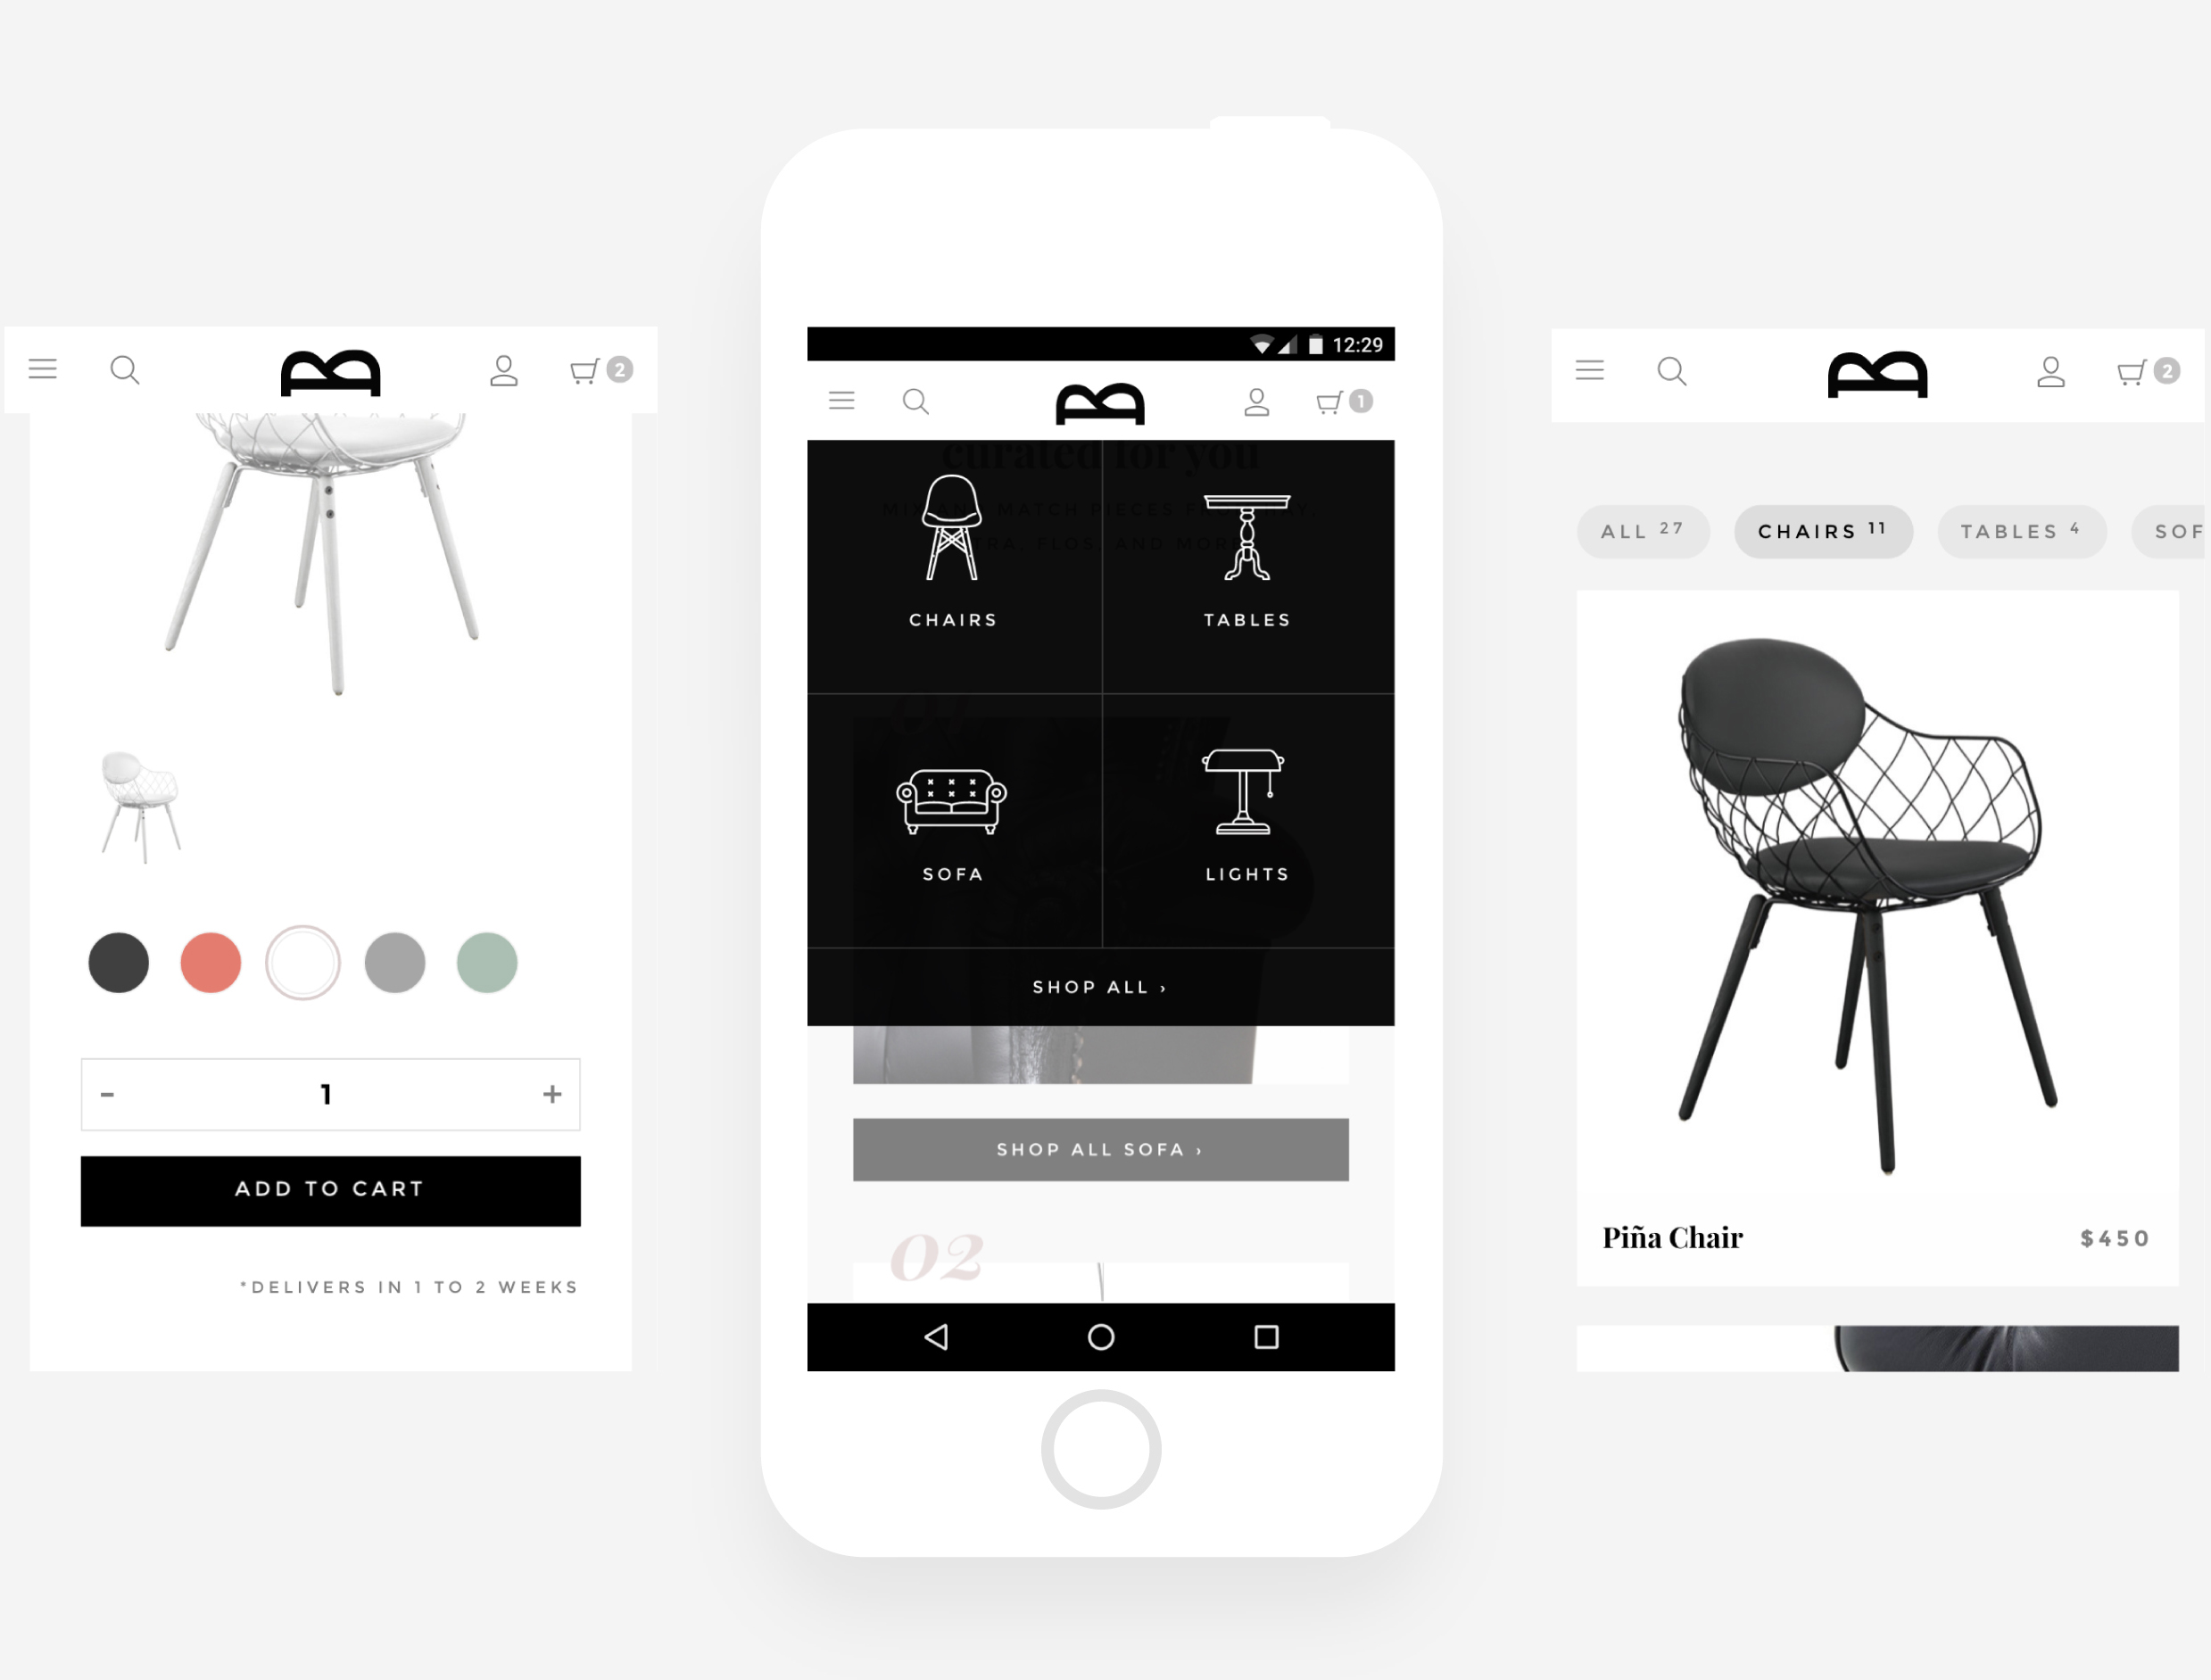 2
1
ADD TO CART
*DELIVERS IN 1 TO 2 WEEKS
12:29
1
curated for you
CHAIRS
TABLES
SOFA
LIGHTS
SHOP ALL ›
SHOP ALL SOFA ›
02
2
ALL 27
CHAIRS 11
TABLES 4
SOF
Piña Chair
$450